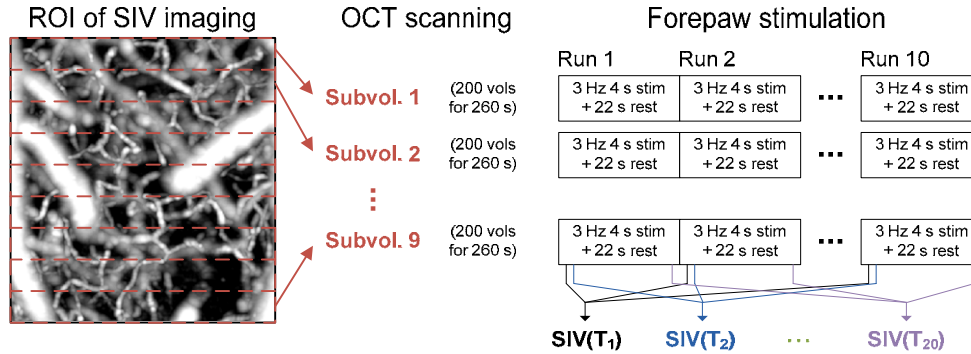 ROI of SIV imaging
OCT scanning
Forepaw stimulation
Run 1
Run 2
Run 10
Subvol. 1
(200 vols
for 260 s)
3 Hz 4 s stim
+ 22 s rest
3 Hz 4 s stim
+ 22 s rest
•••
3 Hz 4 s stim
+ 22 s rest
Subvol. 2
(200 vols
for 260 s)
3 Hz 4 s stim
+ 22 s rest
3 Hz 4 s stim
+ 22 s rest
•••
3 Hz 4 s stim
+ 22 s rest
Subvol. 9
(200 vols
for 260 s)
3 Hz 4 s stim
+ 22 s rest
3 Hz 4 s stim
+ 22 s rest
•••
3 Hz 4 s stim
+ 22 s rest
SIV(T₁)
SIV(T₂)
•••
SIV(T₂₀)